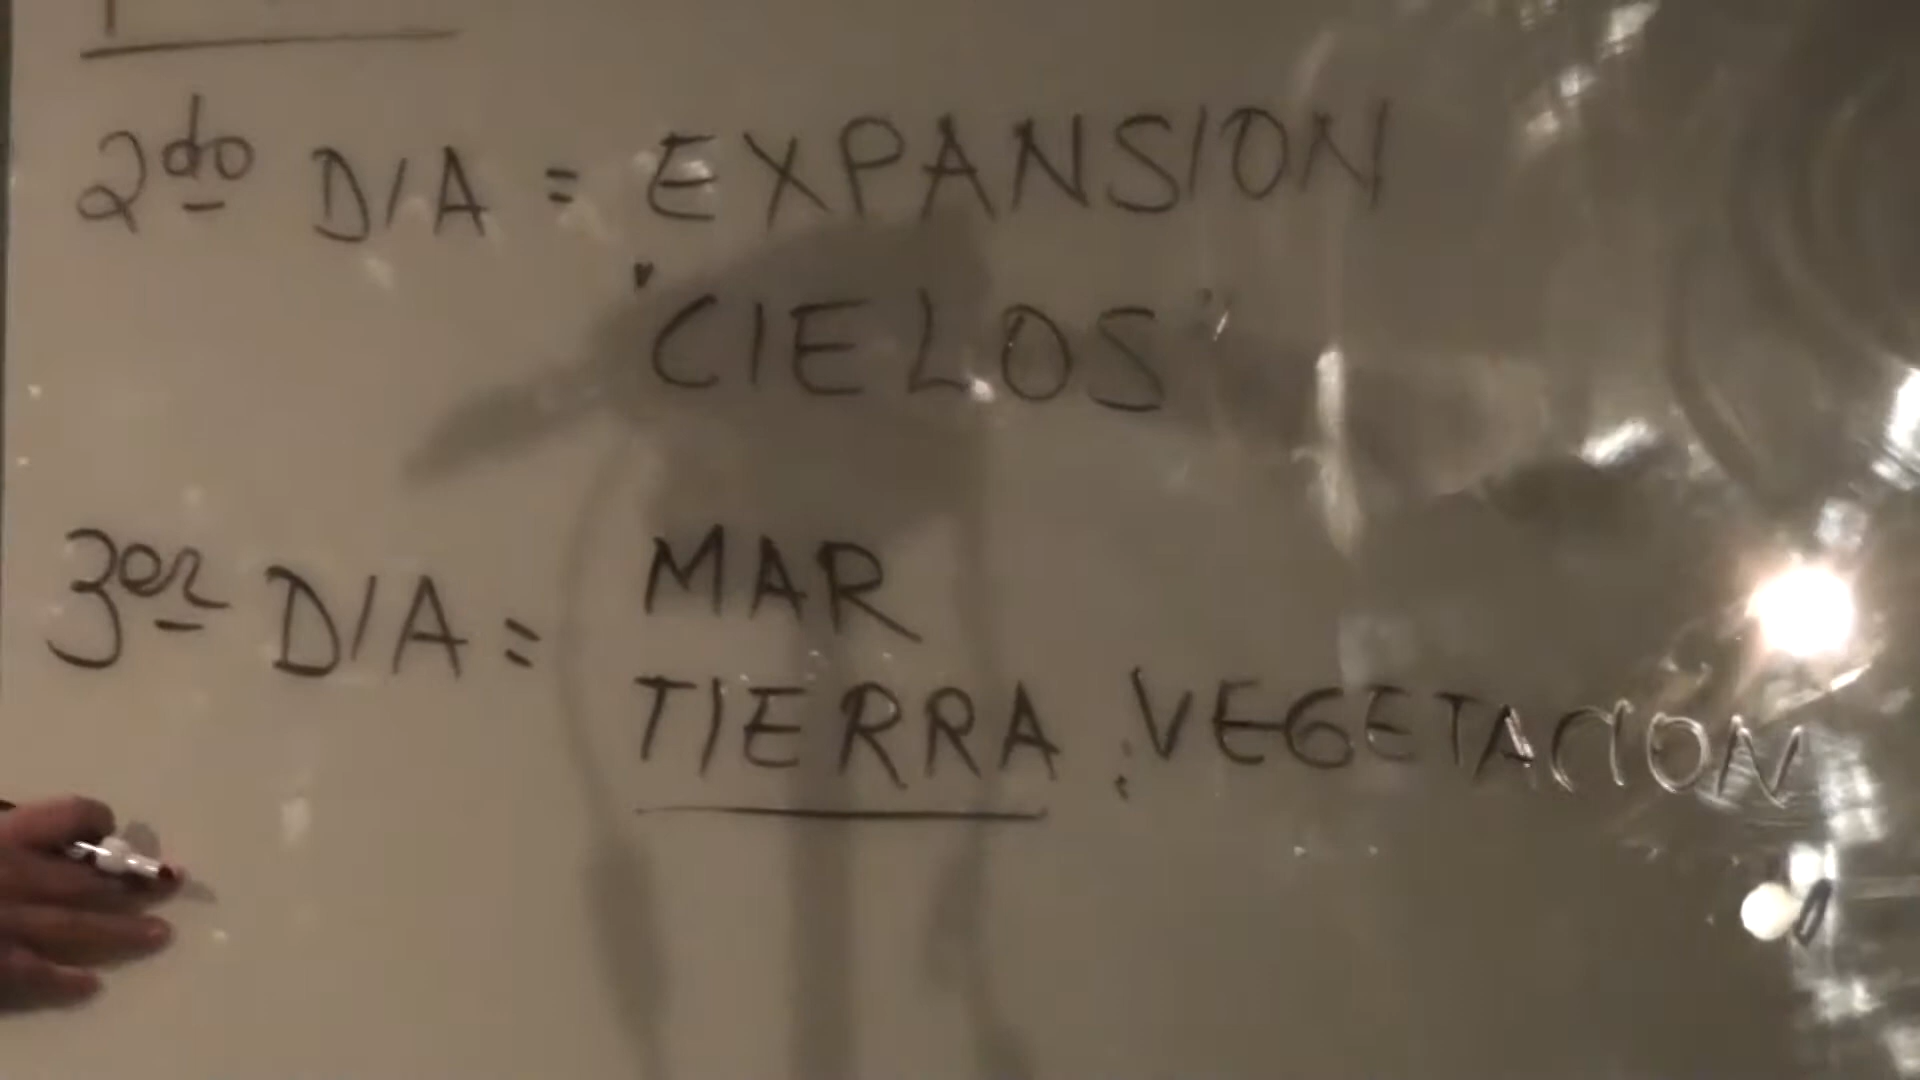 2do DIA = EXPANSION
"CIELOS"
3er DIA = MAR
TIERRA : VEGETACION